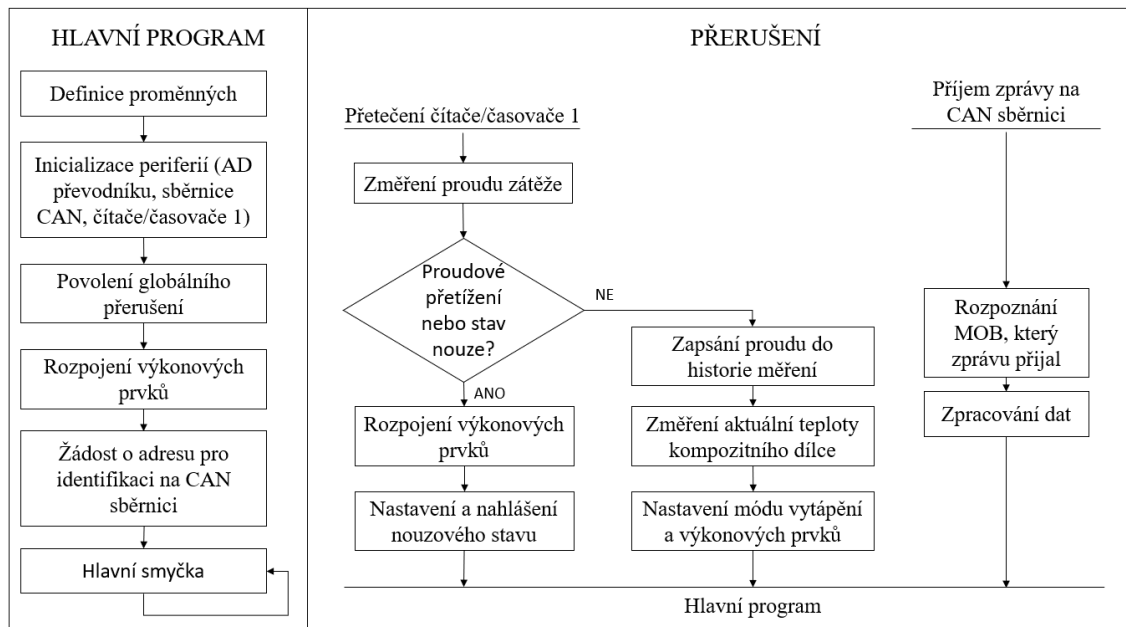 HLAVNÍ PROGRAM
Definice proměnných
Inicializace periferií (AD
převodníku, sběrnice
CAN, čítače/časovače 1)
Povolení globálního
přerušení
Rozpojení výkonových
prvků
Žádost o adresu pro
identifikaci na CAN
sběrnici
Hlavní smyčka
PŘERUŠENÍ
Přetečení čítače/časovače 1
Změření proudu zátěže
Proudové
přetížení
nebo stav
nouze?
ANO
Rozpojení výkonových
prvků
Nastavení a nahlášení
nouzového stavu
NE
Zapsání proudu do
historie měření
Změření aktuální teploty
kompozitního dílce
Nastavení módu vytápění
a výkonových prvků
Příjem zprávy na
CAN sběrnici
Rozpoznání
MOB, který
zprávu přijal
Zpracování dat
Hlavní program